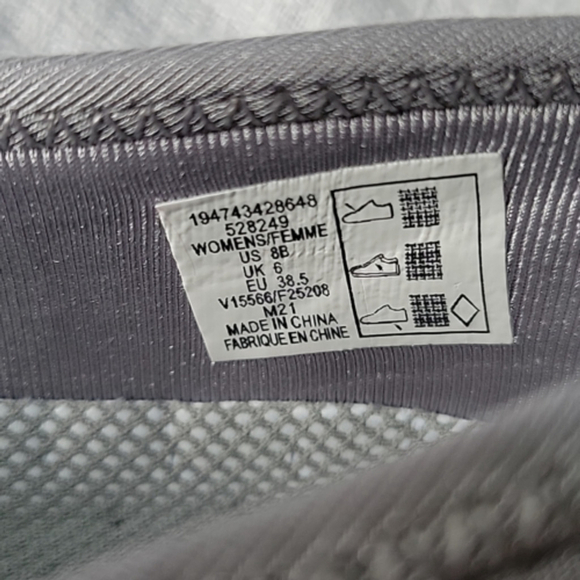 194743428648
528249
WOMENS/FEMME
US 8B
UK 6
EU 38.5
V15566/F25208
M21
MADE IN CHINA
FABRIQUE EN CHINE